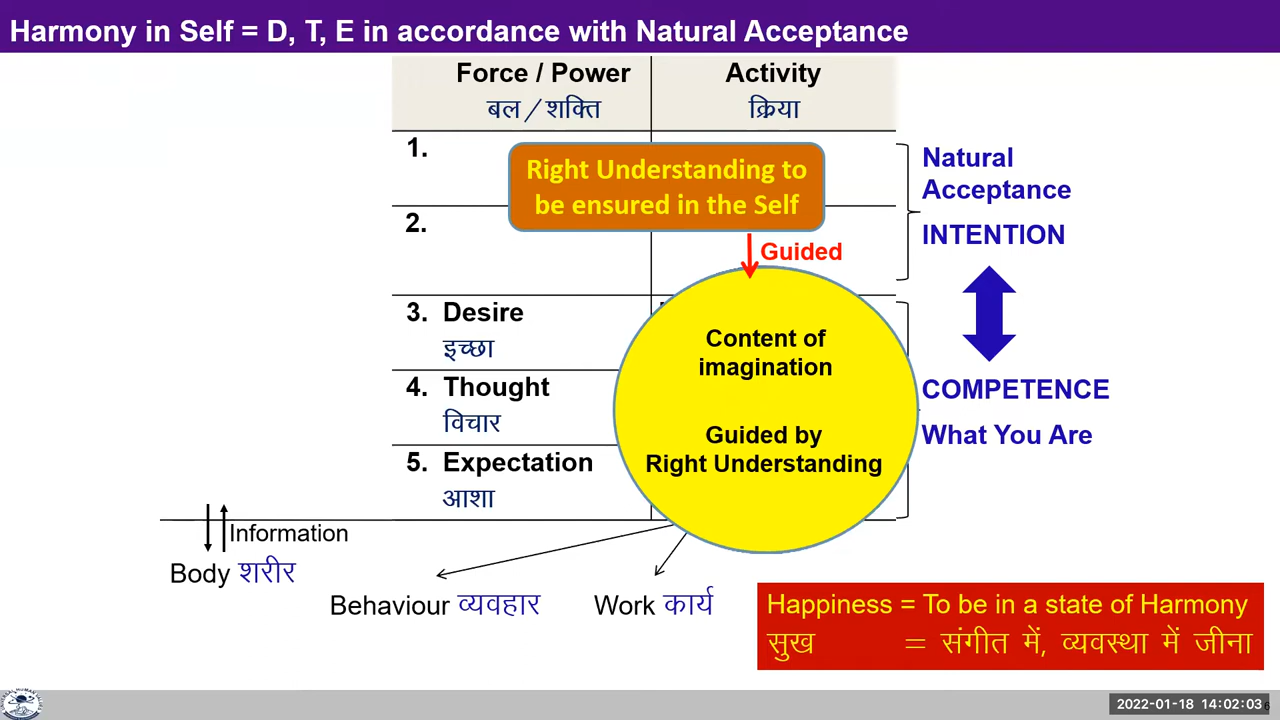 Harmony in Self = D, T, E in accordance with Natural Acceptance
Force / Power
Activity
बल / शक्ति
क्रिया
1.
Right Understanding to
be ensured in the Self
Natural
Acceptance
INTENTION
2.
Guided
3. Desire
इच्छा
Content of
imagination
4. Thought
विचार
COMPETENCE
What You Are
Guided by
Right Understanding
5. Expectation
आशा
Information
Body शरीर
Behaviour व्यवहार
Work कार्य
Happiness = To be in a state of Harmony
सुख = संगीत में, व्यवस्था में जीना
2022-01-18 14:02:03
6